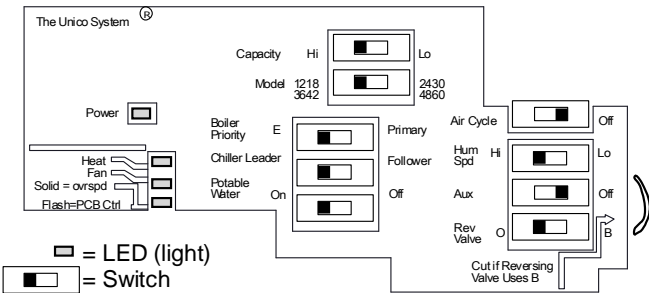 The Unico System ®
Capacity Hi Lo
Model 1218 2430
3642 4860
Power
Boiler Priority E Primary
Chiller Leader Follower
Potable Water On Off
Air Cycle Off
Hum Spd Hi Lo
Aux Off
Rev Valve O B
Heat
Fan
Solid = ovrspd
Flash=PCB Ctrl
Cut if Reversing
Valve Uses B
= LED (light)
= Switch